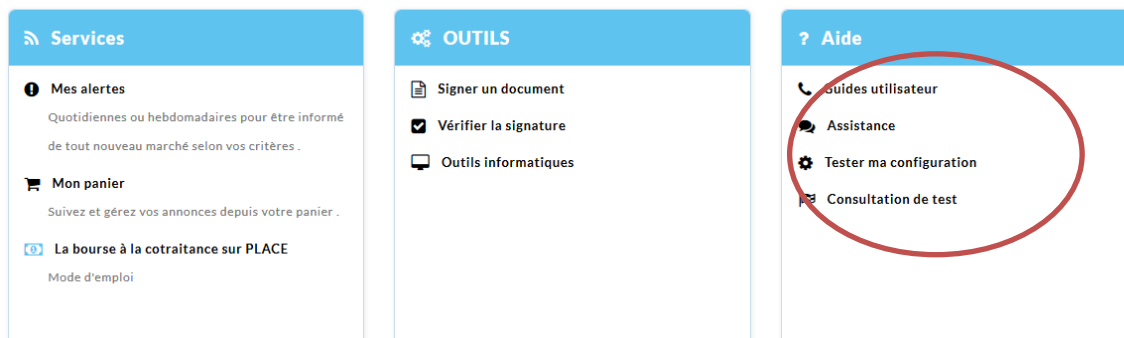 Services
Mes alertes
Quotidiennes ou hebdomadaires pour être informé
de tout nouveau marché selon vos critères .
Mon panier
Suivez et gérez vos annonces depuis votre panier .
La bourse à la cotraitance sur PLACE
Mode d'emploi
OUTILS
Signer un document
Vérifier la signature
Outils informatiques
? Aide
Guides utilisateur
Assistance
Tester ma configuration
Consultation de test